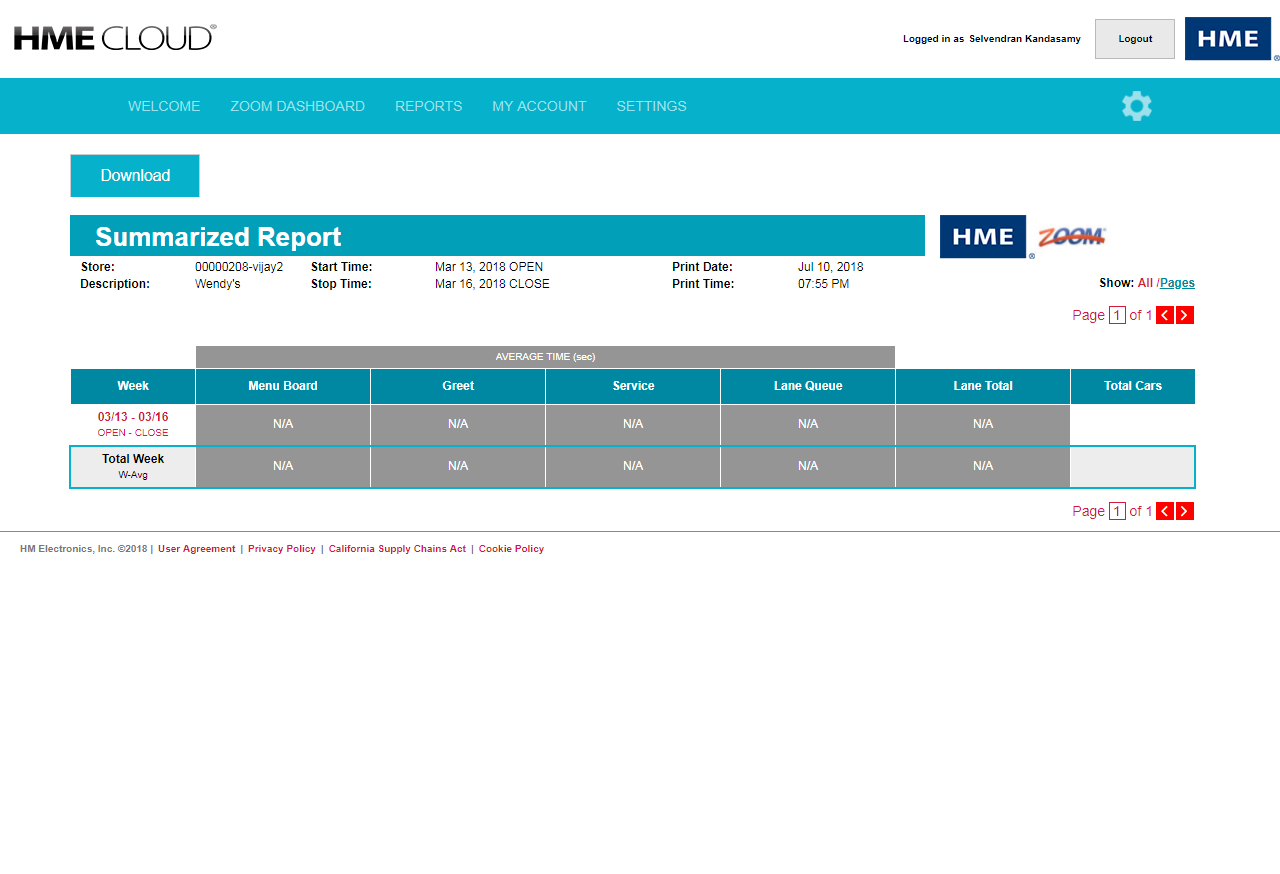 HME CLOUD®
Logged in as Selvendran Kandasamy
Logout
HME®
WELCOME ZOOM DASHBOARD REPORTS MY ACCOUNT SETTINGS
Download
Summarized Report
HME® ZOOM®
Store: 00000208-vijay2 Start Time: Mar 13, 2018 OPEN Print Date: Jul 10, 2018
Description: Wendy's Stop Time: Mar 16, 2018 CLOSE Print Time: 07:55 PM
Show: All /Pages
Page 1 of 1 < >
AVERAGE TIME (sec)
Week Menu Board Greet Service Lane Queue Lane Total Total Cars
03/13 - 03/16
OPEN - CLOSE
N/A N/A N/A N/A N/A
Total Week
W-Avg
N/A N/A N/A N/A N/A
Page 1 of 1 < >
HM Electronics, Inc. ©2018 | User Agreement | Privacy Policy | California Supply Chains Act | Cookie Policy